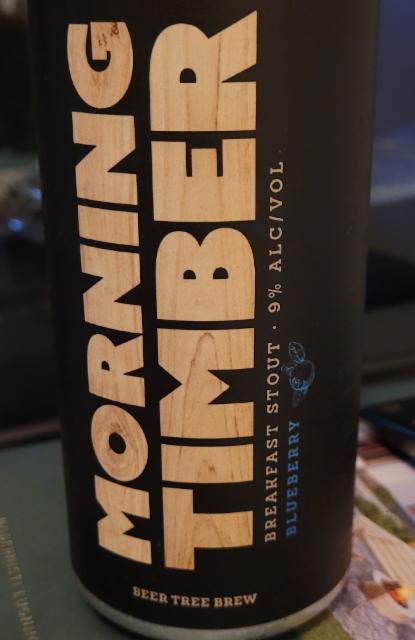 MORNING
TIMBER
BREAKFAST STOUT · 9% ALC/VOL
BLUEBERRY
BEER TREE BREW